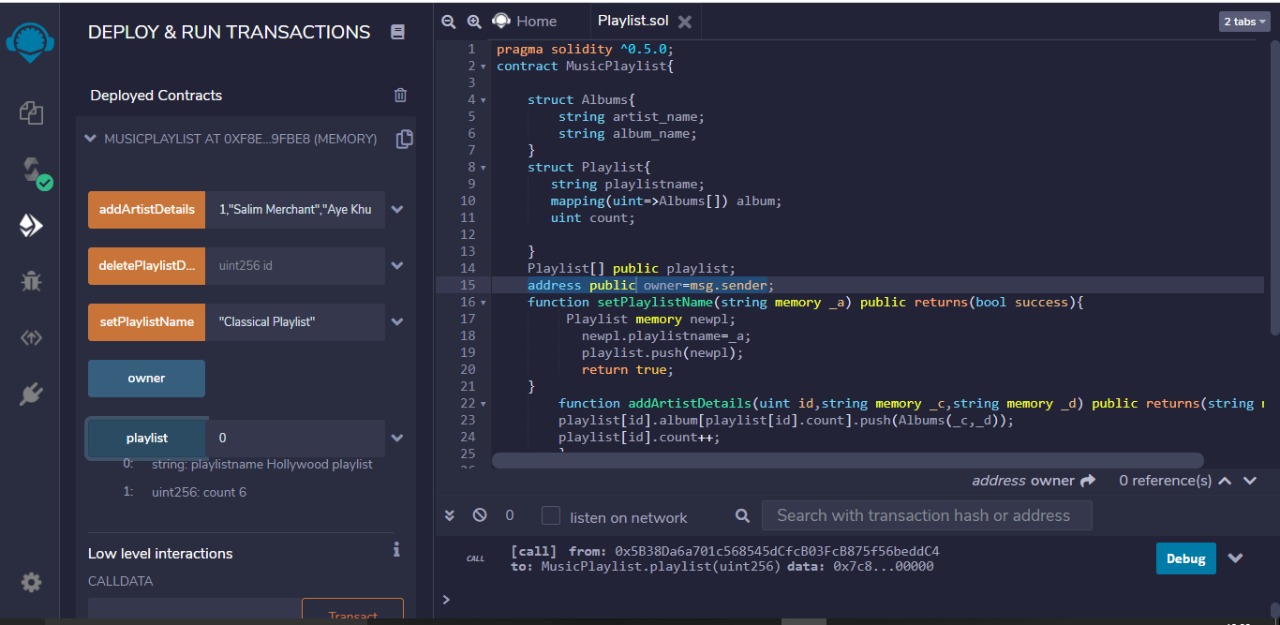 DEPLOY & RUN TRANSACTIONS
Deployed Contracts
MUSICPLAYLIST AT 0XF8E...9FBE8 (MEMORY)
addArtistDetails 1,"Salim Merchant","Aye Khu
deletePlaylistD... uint256 id
setPlaylistName "Classical Playlist"
owner
playlist 0
0: string: playlistname Hollywood playlist
1: uint256: count 6
Low level interactions i
CALLDATA
Transact
Home Playlist.sol 2 tabs
1 pragma solidity ^0.5.0;
2 contract MusicPlaylist{
3
4 struct Albums{
5 string artist_name;
6 string album_name;
7 }
8 struct Playlist{
9 string playlistname;
10 mapping(uint=>Albums[]) album;
11 uint count;
12
13 }
14 Playlist[] public playlist;
15 address public owner=msg.sender;
16 function setPlaylistName(string memory _a) public returns(bool success){
17 Playlist memory newpl;
18 newpl.playlistname=_a;
19 playlist.push(newpl);
20 return true;
21 }
22 function addArtistDetails(uint id,string memory _c,string memory _d) public returns(string
23 playlist[id].album[playlist[id].count].push(Albums(_c,_d));
24 playlist[id].count++;
25 }
address owner 0 reference(s)
0 listen on network Search with transaction hash or address
CALL [call] from: 0x5B38Da6a701c568545dCfcB03FcB875f56beddC4
to: MusicPlaylist.playlist(uint256) data: 0x7c8...00000
Debug
>